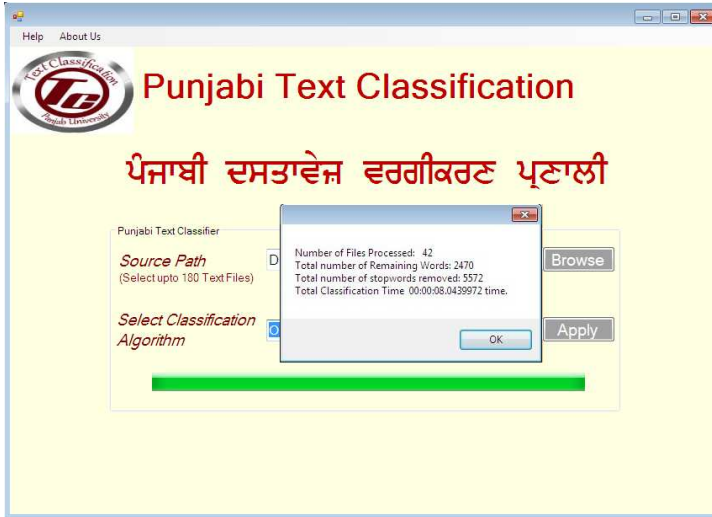 Help About Us
Text Classification
TC
Panjab University
Punjabi Text Classification
ਪੰਜਾਬੀ ਦਸਤਾਵੇਜ਼ ਵਰਗੀਕਰਣ ਪ੍ਰਣਾਲੀ
Punjabi Text Classifier
Source Path
D
Browse
(Select upto 180 Text Files)
Number of Files Processed: 42
Total number of Remaining Words: 2470
Total number of stopwords removed: 5572
Total Classification Time 00:00:08.0439972 time.
OK
Select Classification
Algorithm
O
Apply